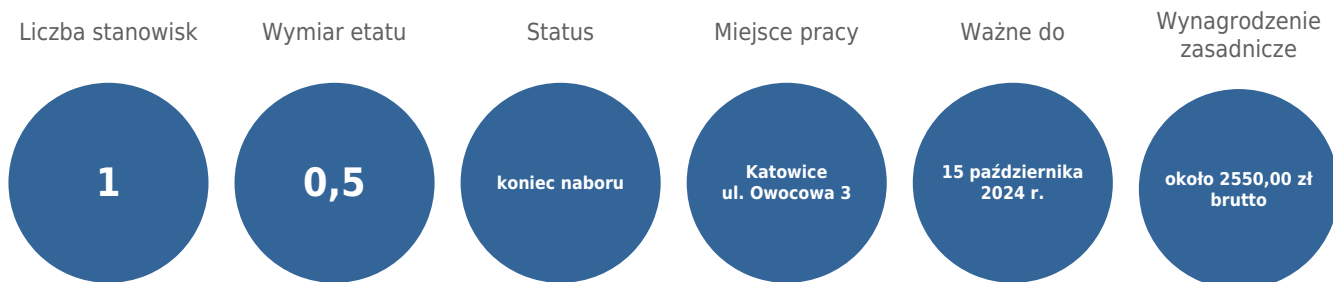 Liczba stanowisk
1
Wymiar etatu
0,5
Status
koniec naboru
Miejsce pracy
Katowice
ul. Owocowa 3
Ważne do
15 października
2024 r.
Wynagrodzenie
zasadnicze
około 2550,00 zł
brutto